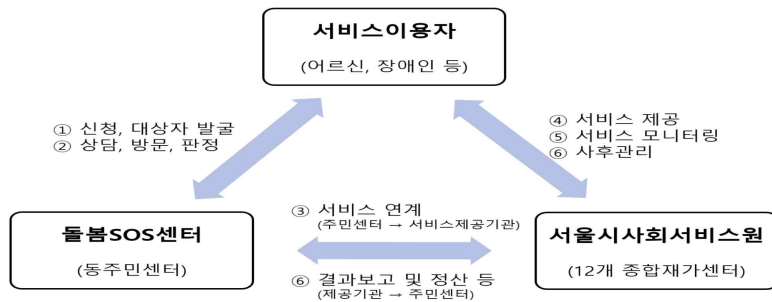 서비스이용자
(어르신, 장애인 등)
① 신청, 대상자 발굴
② 상담, 방문, 판정
④ 서비스 제공
⑤ 서비스 모니터링
⑥ 사후관리
돌봄SOS센터
(동주민센터)
③ 서비스 연계
(주민센터 → 서비스제공기관)
⑥ 결과보고 및 정산 등
(제공기관 → 주민센터)
서울시사회서비스원
(12개 종합재가센터)